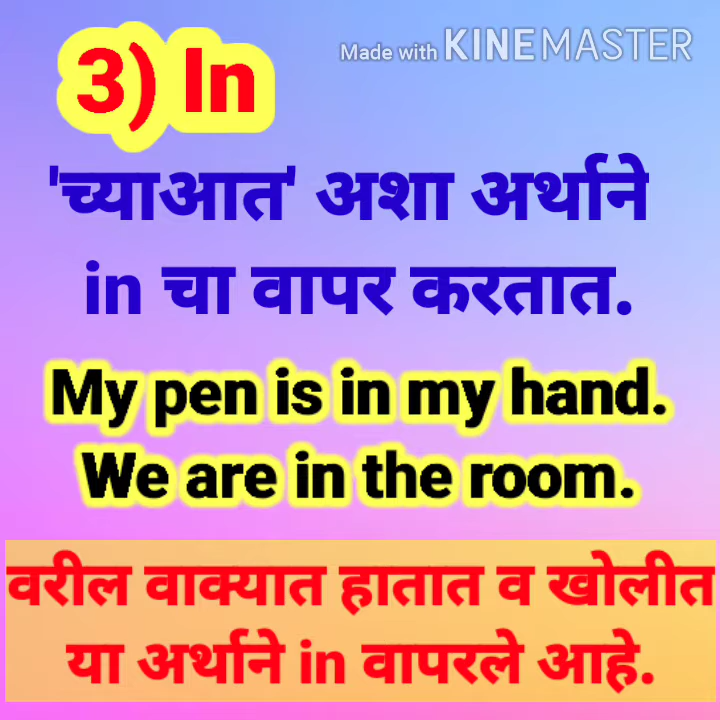 Made with KINEMASTER
3) In
'च्याआत' अशा अर्थाने
in चा वापर करतात.
My pen is in my hand.
We are in the room.
वरील वाक्यात हातात व खोलीत
या अर्थाने in वापरले आहे.